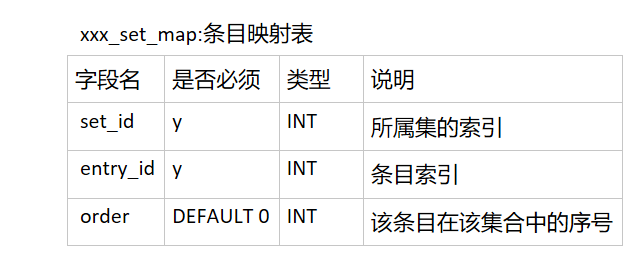 xxx_set_map:条目映射表
字段名 是否必须 类型 说明
set_id y INT 所属集的索引
entry_id y INT 条目索引
order DEFAULT 0 INT 该条目在该集合中的序号